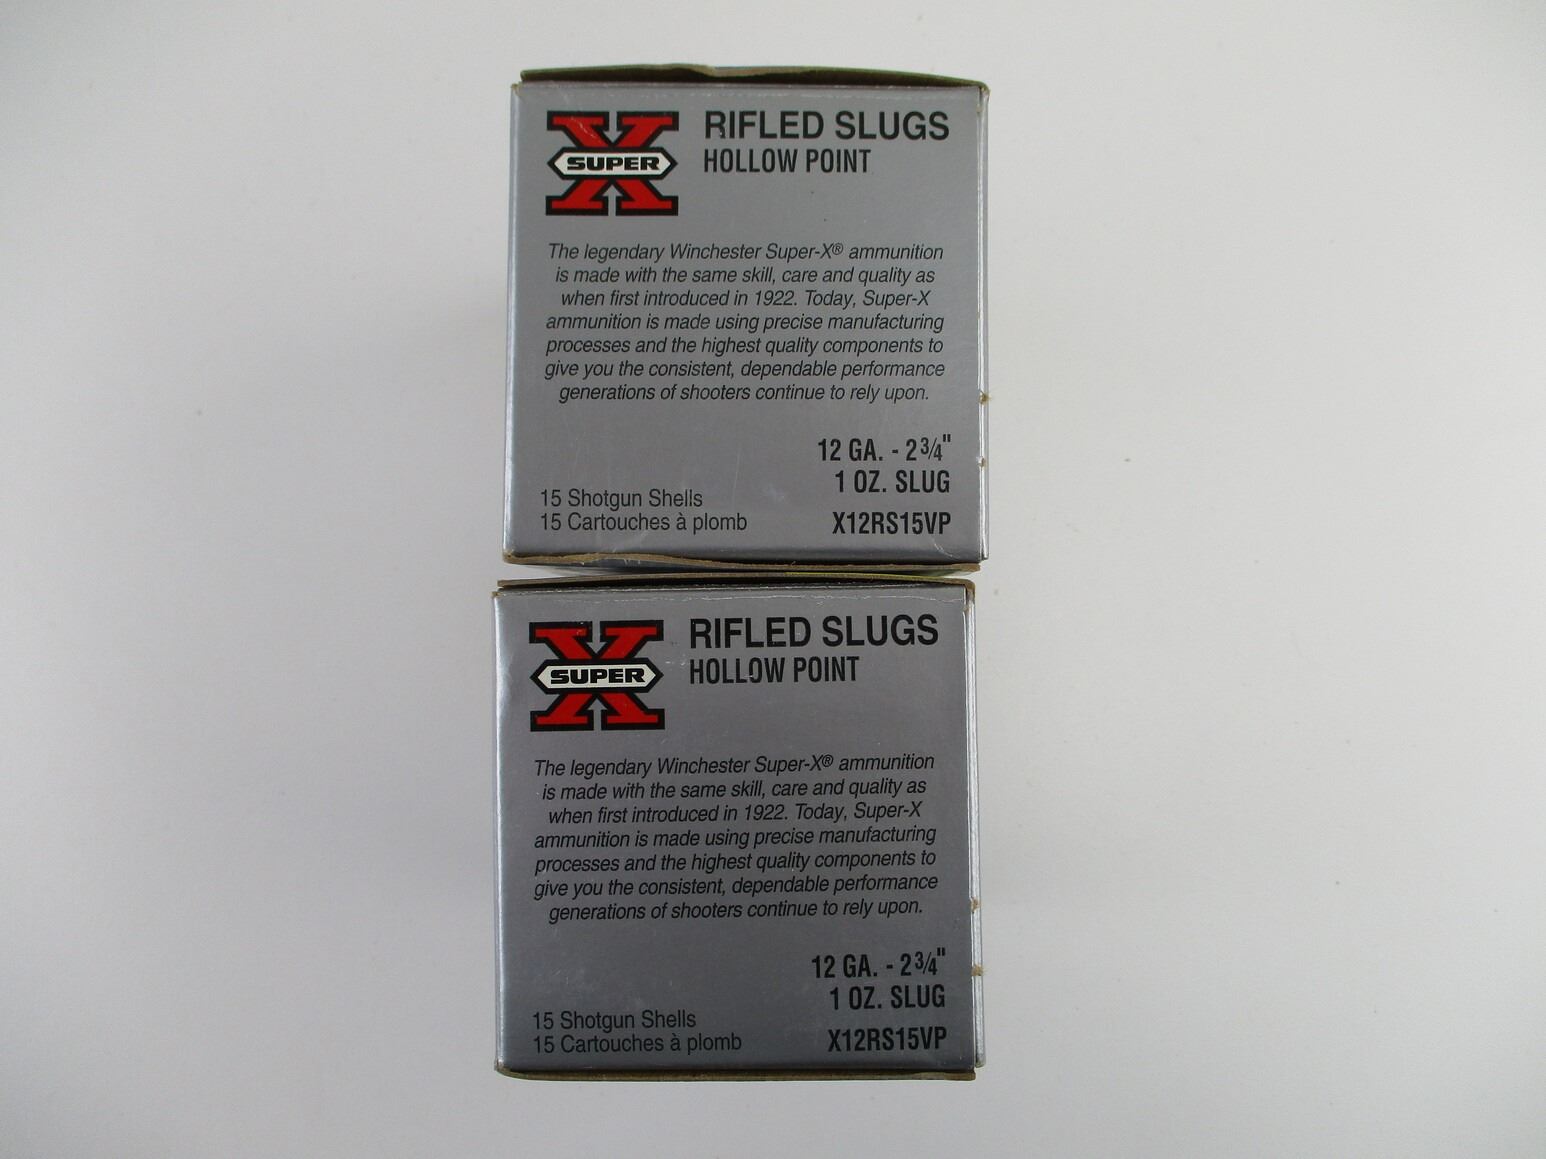 X
SUPER
RIFLED SLUGS
HOLLOW POINT
The legendary Winchester Super-X® ammunition
is made with the same skill, care and quality as
when first introduced in 1922. Today, Super-X
ammunition is made using precise manufacturing
processes and the highest quality components to
give you the consistent, dependable performance
generations of shooters continue to rely upon.
12 GA. - 2 3/4"
1 OZ. SLUG
15 Shotgun Shells
15 Cartouches à plomb
X12RS15VP
X
SUPER
RIFLED SLUGS
HOLLOW POINT
The legendary Winchester Super-X® ammunition
is made with the same skill, care and quality as
when first introduced in 1922. Today, Super-X
ammunition is made using precise manufacturing
processes and the highest quality components to
give you the consistent, dependable performance
generations of shooters continue to rely upon.
12 GA. - 2 3/4"
1 OZ. SLUG
15 Shotgun Shells
15 Cartouches à plomb
X12RS15VP